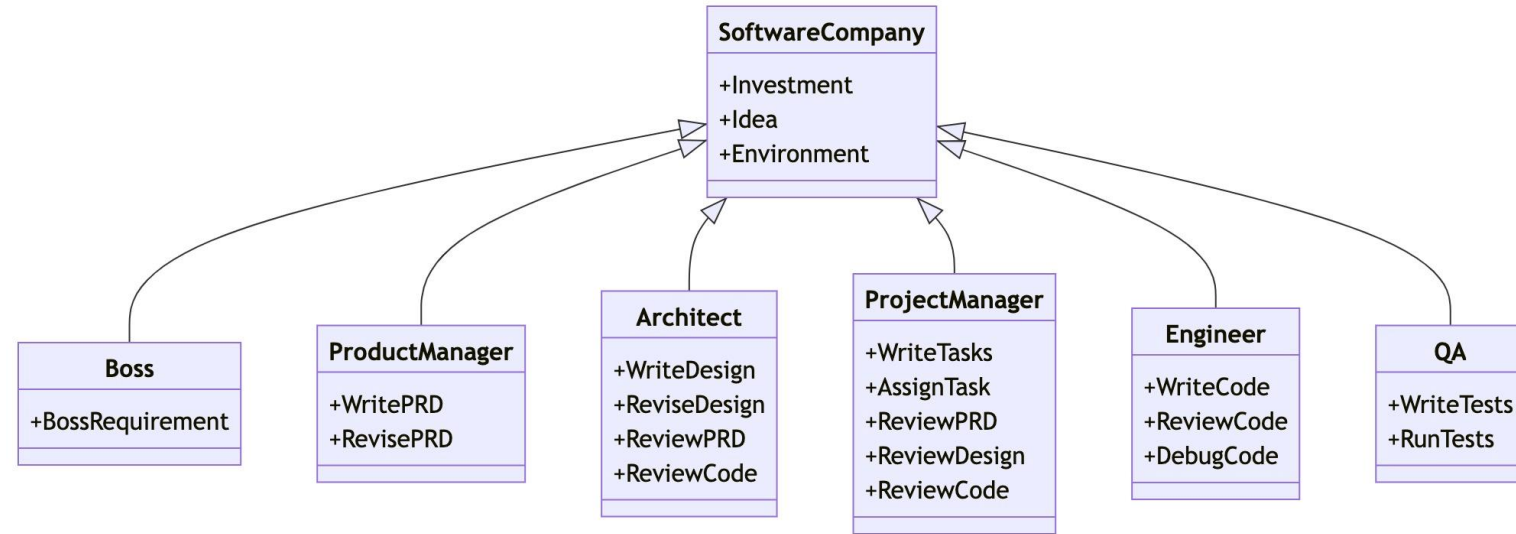 SoftwareCompany
+Investment
+Idea
+Environment
Boss
+BossRequirement
ProductManager
+WritePRD
+RevisePRD
Architect
+WriteDesign
+ReviseDesign
+ReviewPRD
+ReviewCode
ProjectManager
+WriteTasks
+AssignTask
+ReviewPRD
+ReviewDesign
+ReviewCode
Engineer
+WriteCode
+ReviewCode
+DebugCode
QA
+WriteTests
+RunTests